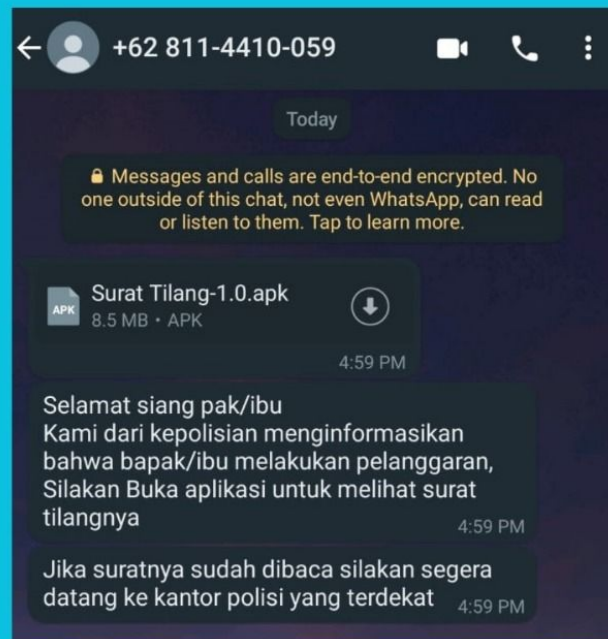 +62 811-4410-059
Today
Messages and calls are end-to-end encrypted. No
one outside of this chat, not even WhatsApp, can read
or listen to them. Tap to learn more.
Surat Tilang-1.0.apk
APK
8.5 MB • APK
4:59 PM
Selamat siang pak/ibu
Kami dari kepolisian menginformasikan
bahwa bapak/ibu melakukan pelanggaran,
Silakan Buka aplikasi untuk melihat surat
tilangnya
4:59 PM
Jika suratnya sudah dibaca silakan segera
datang ke kantor polisi yang terdekat
4:59 PM